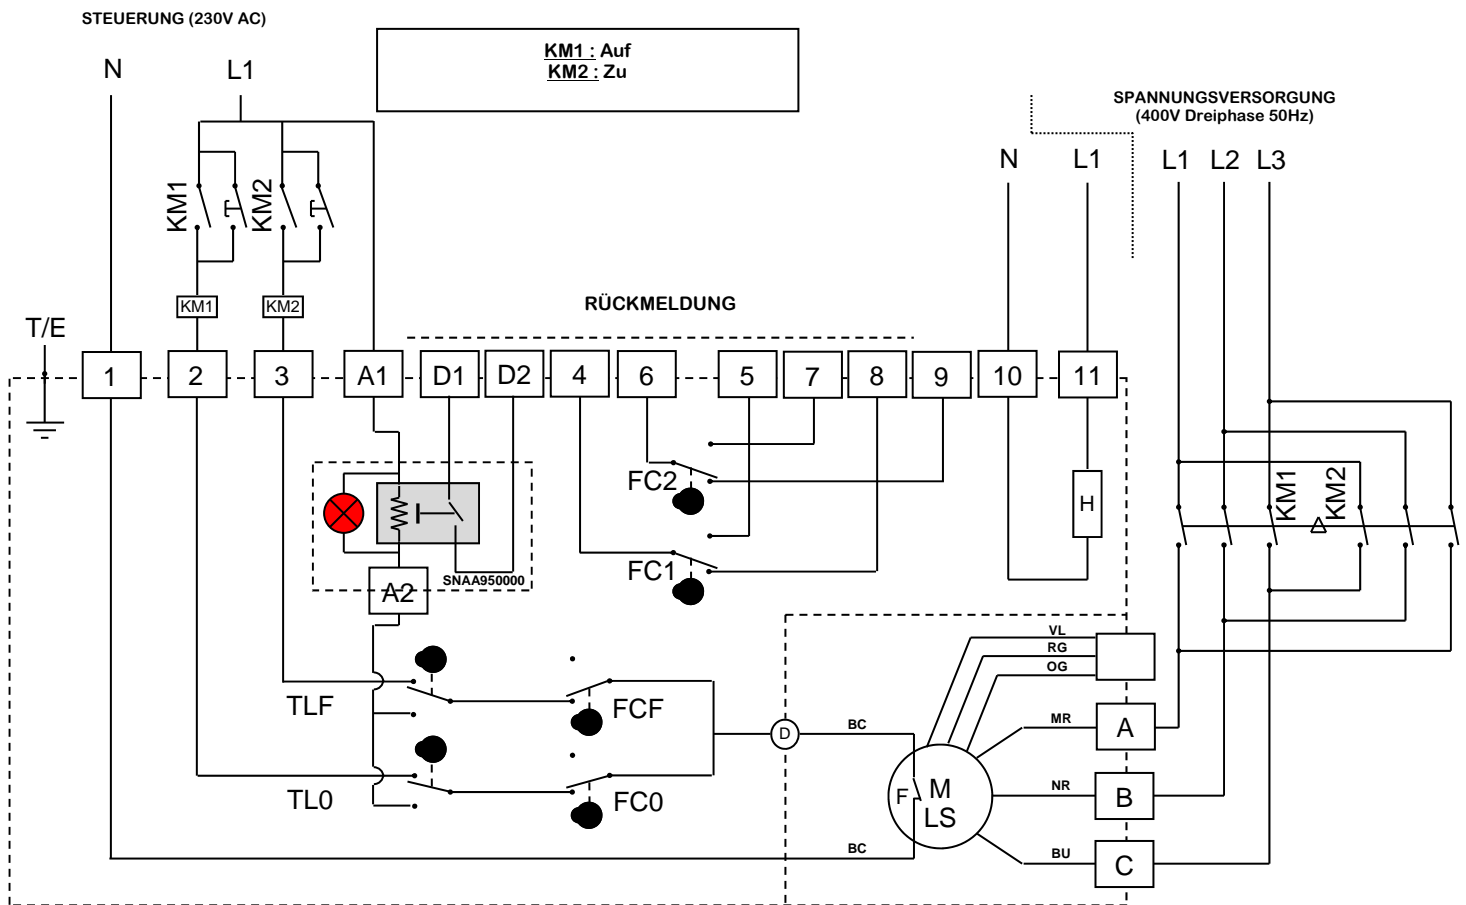 STEUERUNG (230V AC)
KM1 : Auf
KM2 : Zu
N
L1
SPANNUNGSVERSORGUNG
(400V Dreiphase 50Hz)
N
L1
L1
L2
L3
KM1
KM2
KM1
KM2
RÜCKMELDUNG
T/E
1
2
3
A1
D1
D2
4
6
5
7
8
9
10
11
FC2
FC1
H
KM1
KM2
SNAA950000
A2
VL
RG
OG
TLF
FCF
MR
A
D
BC
TL0
FC0
F
M
LS
NR
B
BC
BU
C